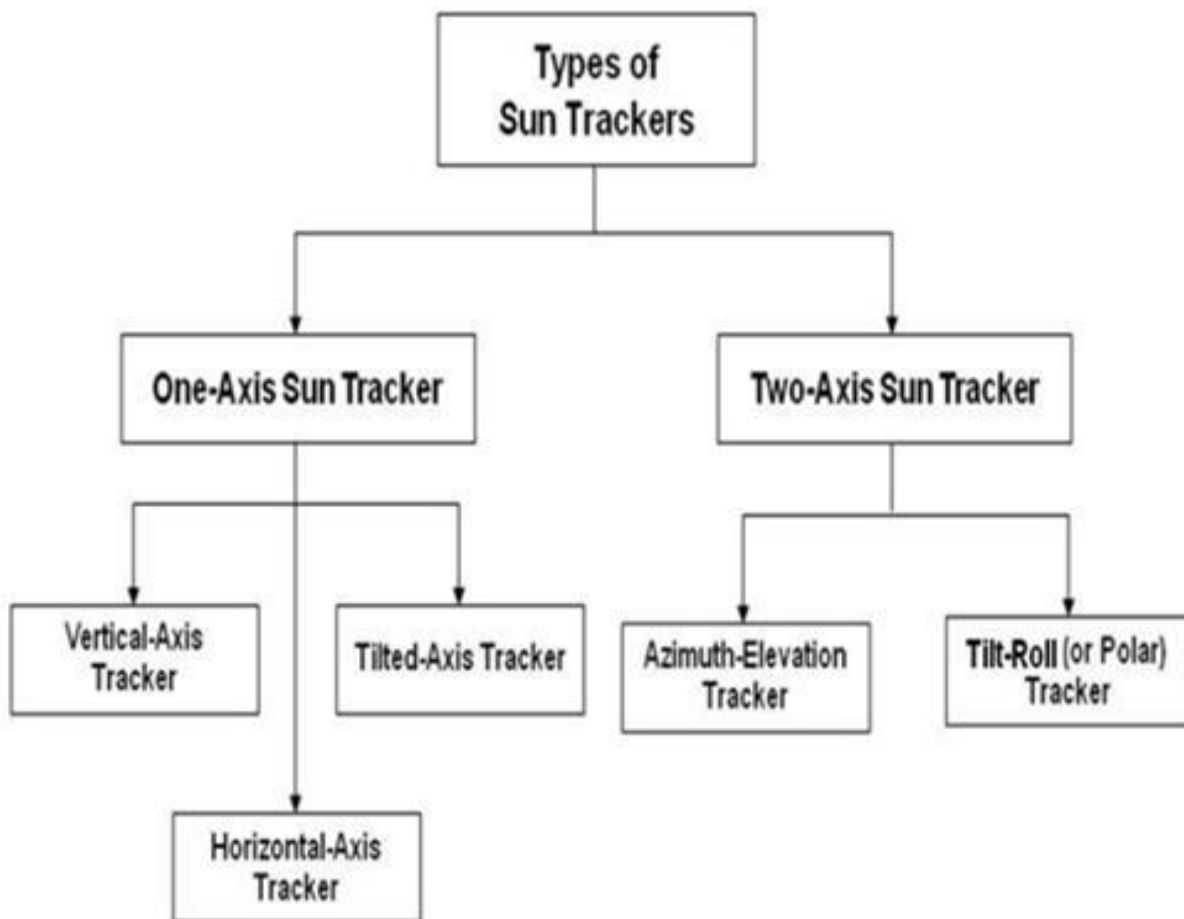 Types of
Sun Trackers
One-Axis Sun Tracker
Two-Axis Sun Tracker
Vertical-Axis
Tracker
Tilted-Axis Tracker
Azimuth-Elevation
Tracker
Tilt-Roll (or Polar)
Tracker
Horizontal-Axis
Tracker